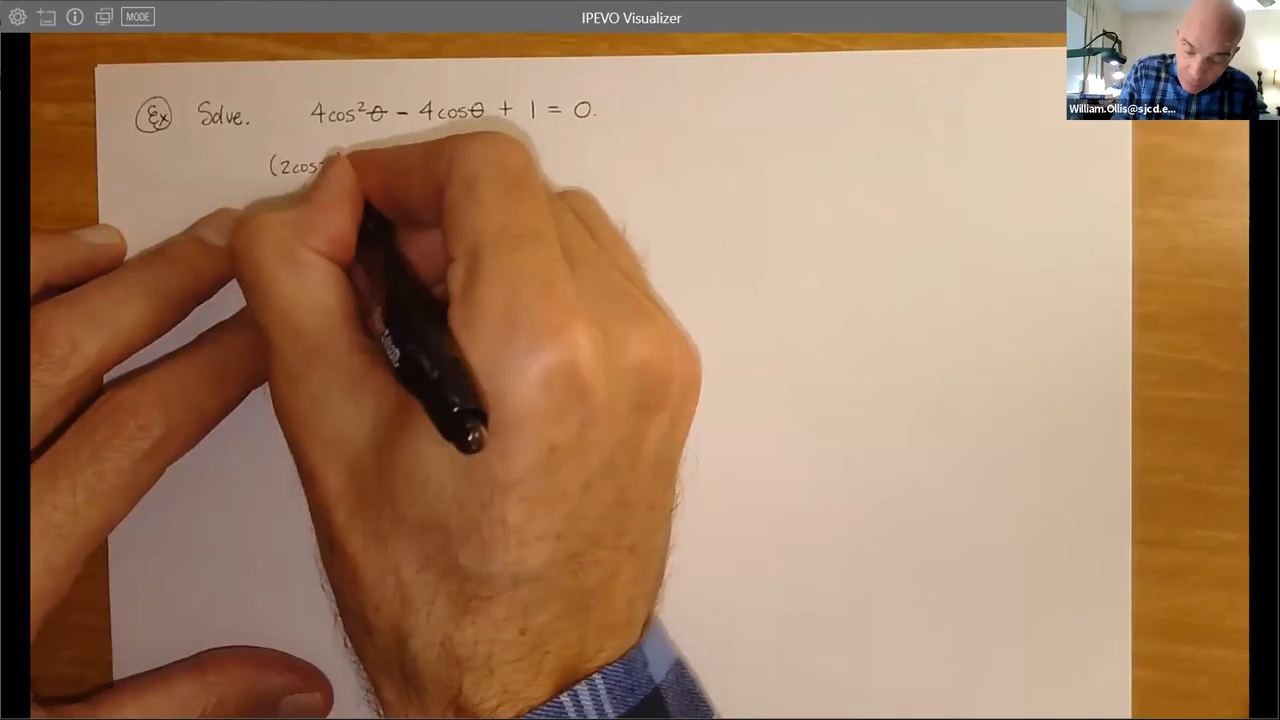 MODE
IPEVO Visualizer
William.Ollis@sjcd.e...
Ex Solve. 4cos²θ - 4cosθ + 1 = 0.
(2cos